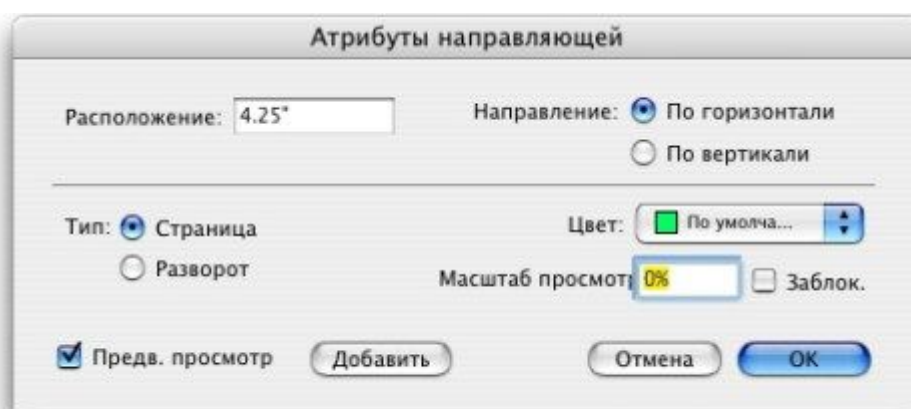 Атрибуты направляющей
Расположение: 4.25" Направление: По горизонтали
По вертикали
Тип: Страница Цвет: По умолча...
Разворот Масштаб просмот 0% Заблок.
Предв. просмотр Добавить Отмена OK